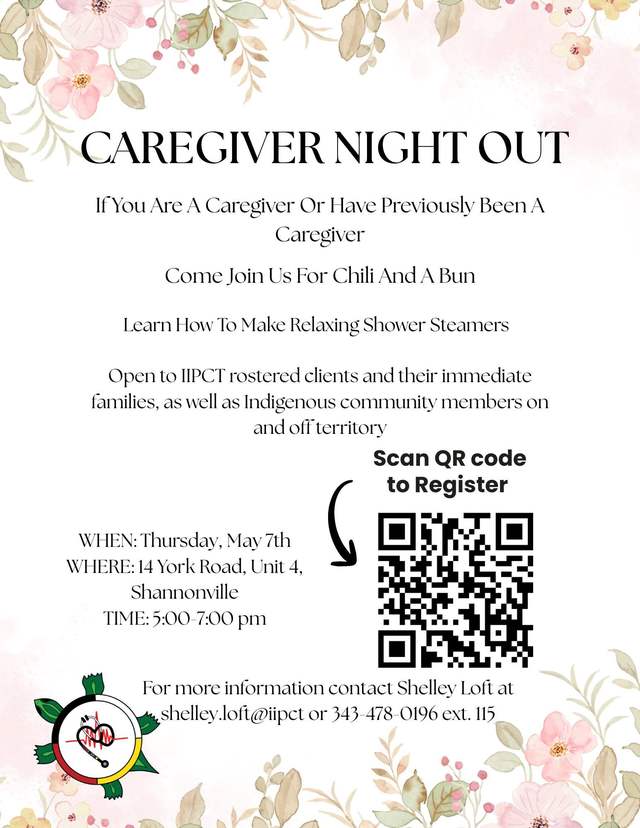 CAREGIVER NIGHT OUT
If You Are A Caregiver Or Have Previously Been A
Caregiver
Come Join Us For Chili And A Bun
Learn How To Make Relaxing Shower Steamers
Open to IIPCT rostered clients and their immediate
families, as well as Indigenous community members on
and off territory
Scan QR code
to Register
WHEN: Thursday, May 7th
WHERE: 14 York Road, Unit 4,
Shannonville
TIME: 5:00-7:00 pm
For more information contact Shelley Loft at
shelley.loft@iipct or 343-478-0196 ext. 115